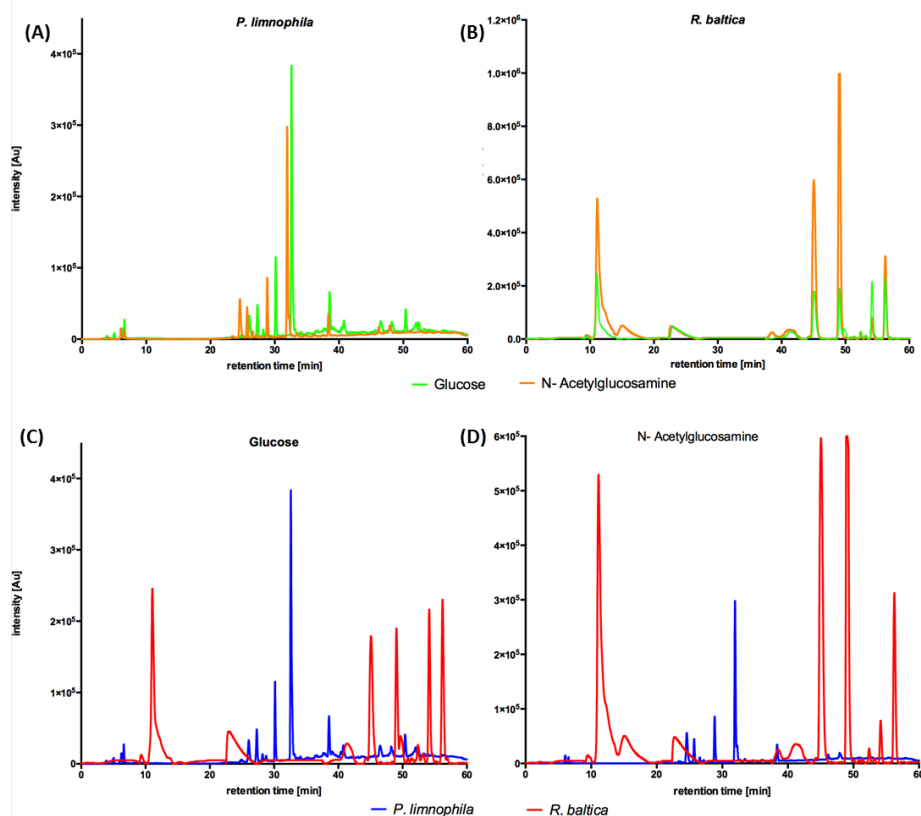 (A) P. limnophila
(B) R. baltica
4×10⁵
3×10⁵
2×10⁵
1×10⁵
0
intensity [Au]
0 10 20 30 40 50 60
retention time [min]
1.2×10⁶
1.0×10⁶
8.0×10⁵
6.0×10⁵
4.0×10⁵
2.0×10⁵
0.0
0 10 20 30 40 50 60
retention time [min]
Glucose N- Acetylglucosamine
(C) Glucose
(D) N- Acetylglucosamine
4×10⁵
3×10⁵
2×10⁵
1×10⁵
0
intensity [Au]
0 10 20 30 40 50 60
retention time [min]
6×10⁵
5×10⁵
4×10⁵
3×10⁵
2×10⁵
1×10⁵
0
0 10 20 30 40 50 60
retention time [min]
P. limnophila R. baltica